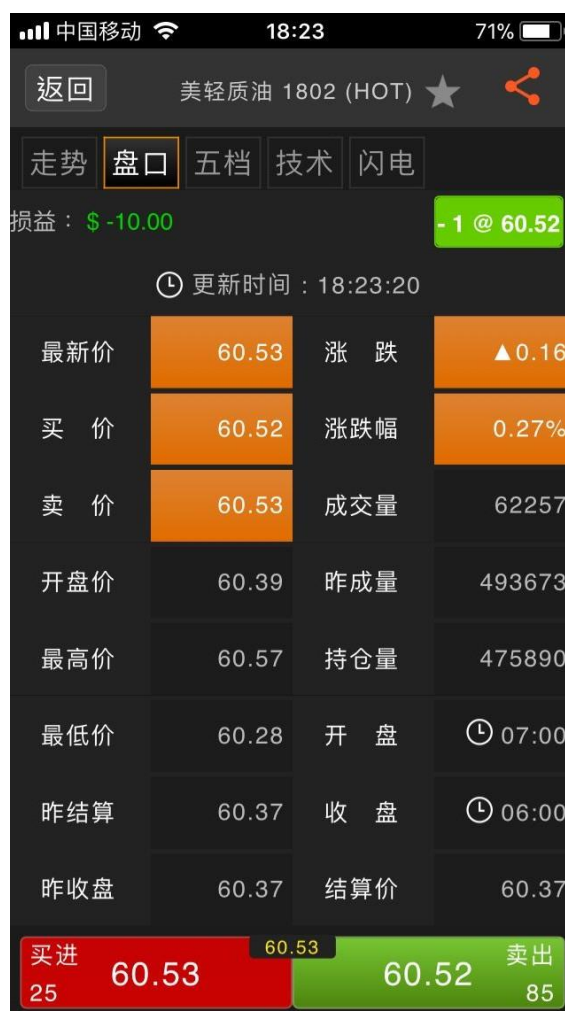 中国移动 18:23 71%
返回 美轻质油 1802 (HOT)
走势 盘口 五档 技术 闪电
损益： $ -10.00 - 1 @ 60.52
更新时间 : 18:23:20
最新价 60.53 涨 跌 ▲0.16
买 价 60.52 涨跌幅 0.27%
卖 价 60.53 成交量 62257
开盘价 60.39 昨成量 493673
最高价 60.57 持仓量 475890
最低价 60.28 开 盘 07:00
昨结算 60.37 收 盘 06:00
昨收盘 60.37 结算价 60.37
60.53
买进 60.53 60.52 卖出
25 85